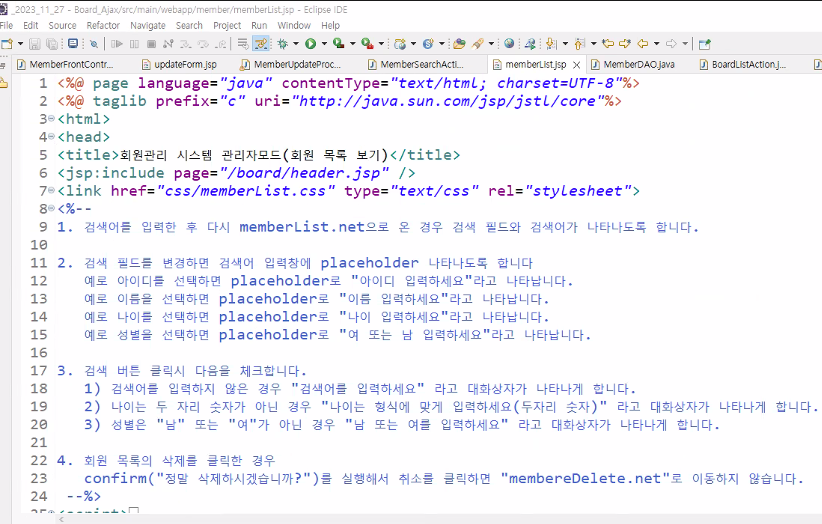 _2023_11_27 - Board_Ajax/src/main/webapp/member/memberList.jsp - Eclipse IDE
File Edit Source Refactor Navigate Search Project Run Window Help
MemberFrontContr... updateForm.jsp MemberUpdateProc... MemberSearchActi... memberList.jsp MemberDAO.java BoardListAction.j...
1 <%@ page language="java" contentType="text/html; charset=UTF-8"%>
2 <%@ taglib prefix="c" uri="http://java.sun.com/jsp/jstl/core"%>
3 <html>
4 <head>
5 <title>회원관리 시스템 관리자모드(회원 목록 보기)</title>
6 <jsp:include page="/board/header.jsp" />
7 <link href="css/memberList.css" type="text/css" rel="stylesheet">
8 <%--
9 1. 검색어를 입력한 후 다시 memberList.net으로 온 경우 검색 필드와 검색어가 나타나도록 합니다.
10
11 2. 검색 필드를 변경하면 검색어 입력창에 placeholder 나타나도록 합니다
12 예로 아이디를 선택하면 placeholder로 "아이디 입력하세요"라고 나타납니다.
13 예로 이름을 선택하면 placeholder로 "이름 입력하세요"라고 나타납니다.
14 예로 나이를 선택하면 placeholder로 "나이 입력하세요"라고 나타납니다.
15 예로 성별을 선택하면 placeholder로 "여 또는 남 입력하세요"라고 나타납니다.
16
17 3. 검색 버튼 클릭시 다음을 체크합니다.
18 1) 검색어를 입력하지 않은 경우 "검색어를 입력하세요" 라고 대화상자가 나타나게 합니다.
19 2) 나이는 두 자리 숫자가 아닌 경우 "나이는 형식에 맞게 입력하세요(두자리 숫자)" 라고 대화상자가 나타나게 합니다.
20 3) 성별은 "남" 또는 "여"가 아닌 경우 "남 또는 여를 입력하세요" 라고 대화상자가 나타나게 합니다.
21
22 4. 회원 목록의 삭제를 클릭한 경우
23 confirm("정말 삭제하시겠습니까?")를 실행해서 취소를 클릭하면 "membereDelete.net"로 이동하지 않습니다.
24 --%>
25 <script>